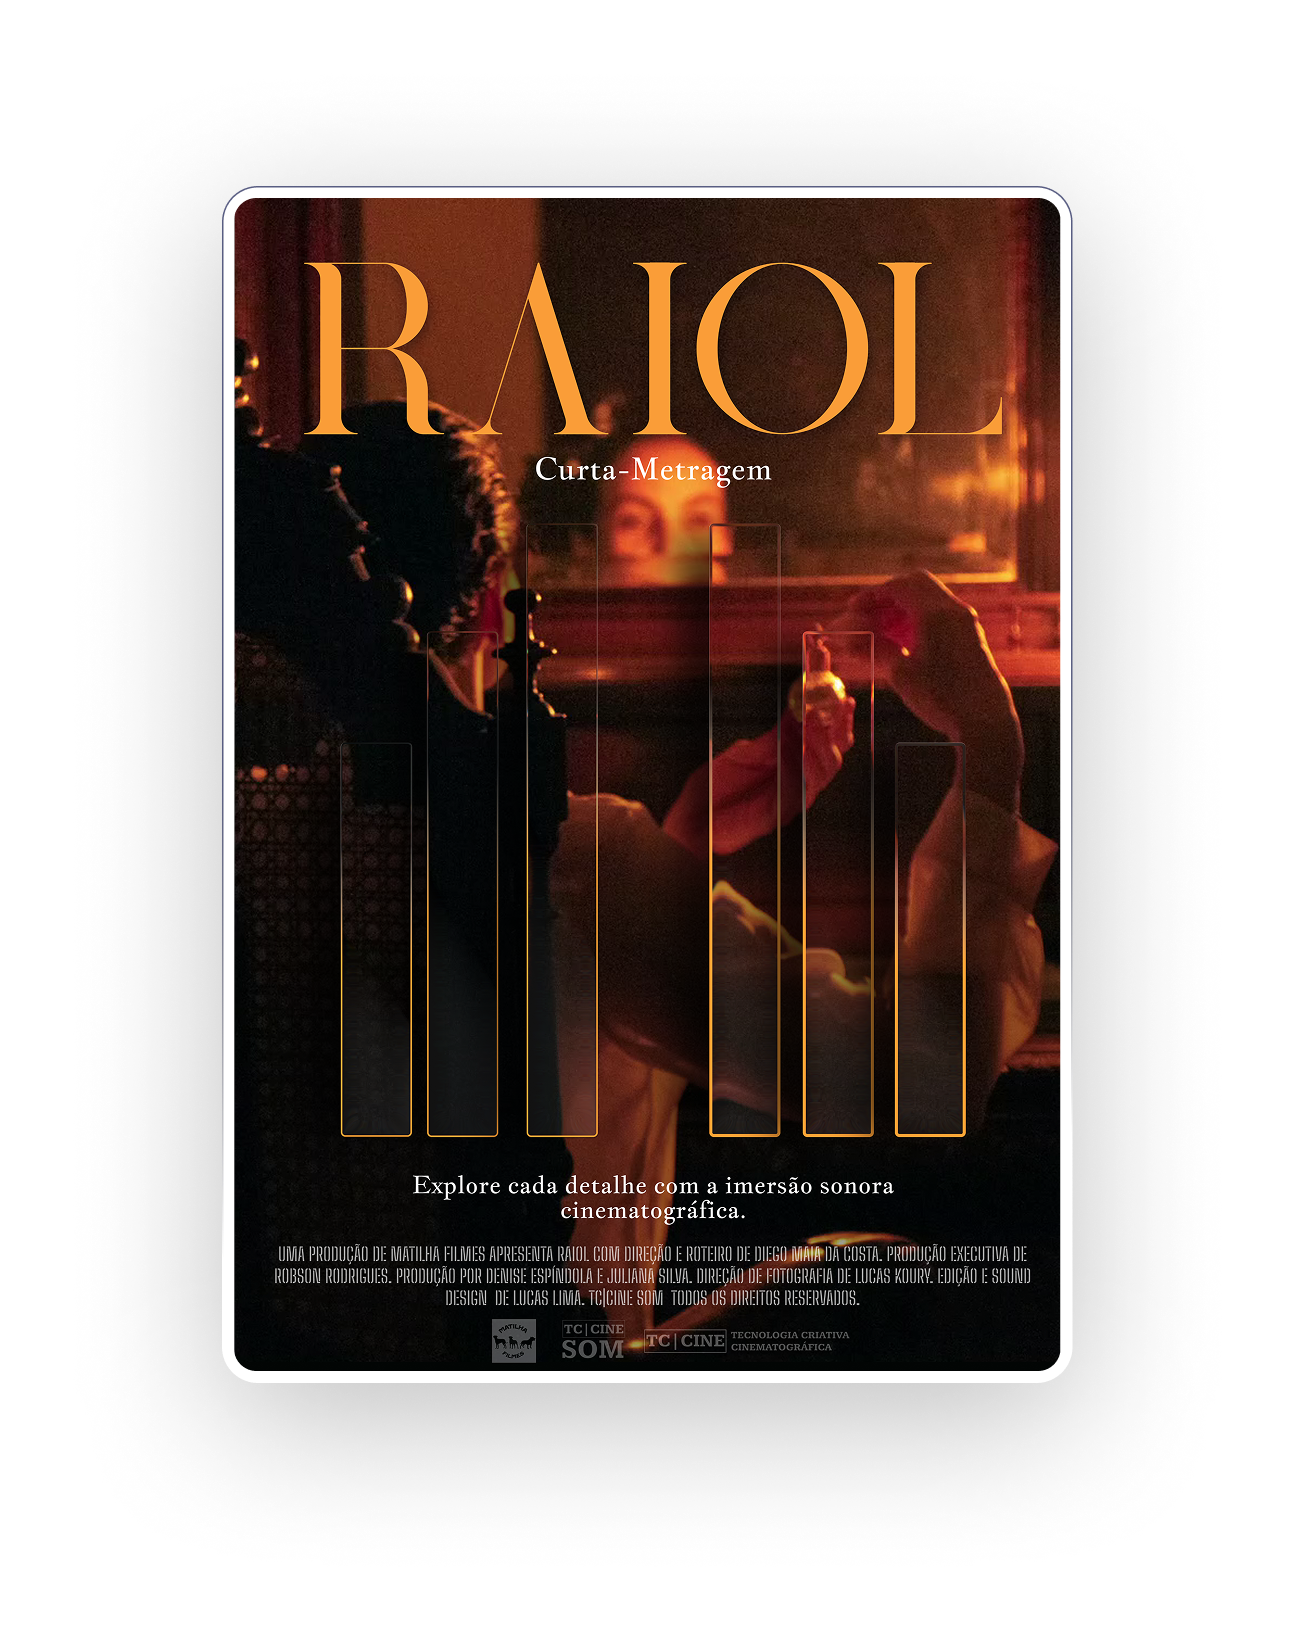 RAIOL
Curta-Metragem
Explore cada detalhe com a imersão sonora
cinematográfica.
UMA PRODUÇÃO DE MATILHA FILMES APRESENTA RAIOL COM DIREÇÃO E ROTEIRO DE DIEGO MAIA DA COSTA. PRODUÇÃO EXECUTIVA DE
ROBSON RODRIGUES. PRODUÇÃO POR DENISE ESPÍNDOLA E JULIANA SILVA. DIREÇÃO DE FOTOGRAFIA DE LUCAS KOURY. EDIÇÃO E SOUND
DESIGN DE LUCAS LIMA. TC|CINE SOM TODOS OS DIREITOS RESERVADOS.
MATILHA
FILMES
TC | CINE
SOM
TC | CINE
TECNOLOGIA CRIATIVA
CINEMATOGRÁFICA